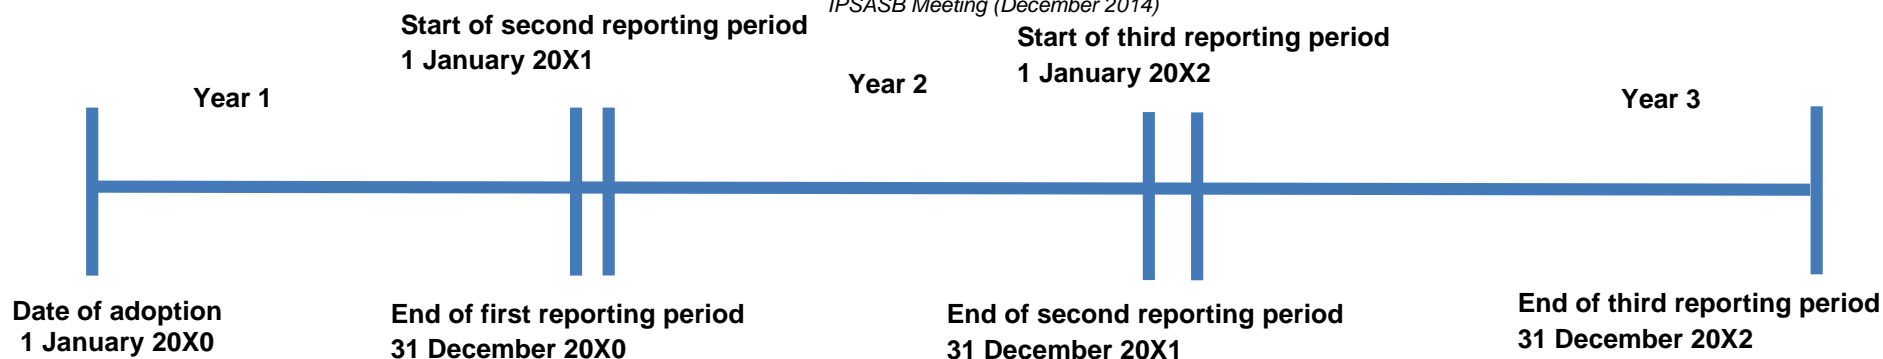 IPSASB Meeting (December 2014)
Start of second reporting period
1 January 20X1
Start of third reporting period
1 January 20X2
Year 1
Year 2
Year 3
Date of adoption
1 January 20X0
End of first reporting period
31 December 20X0
End of second reporting period
31 December 20X1
End of third reporting period
31 December 20X2